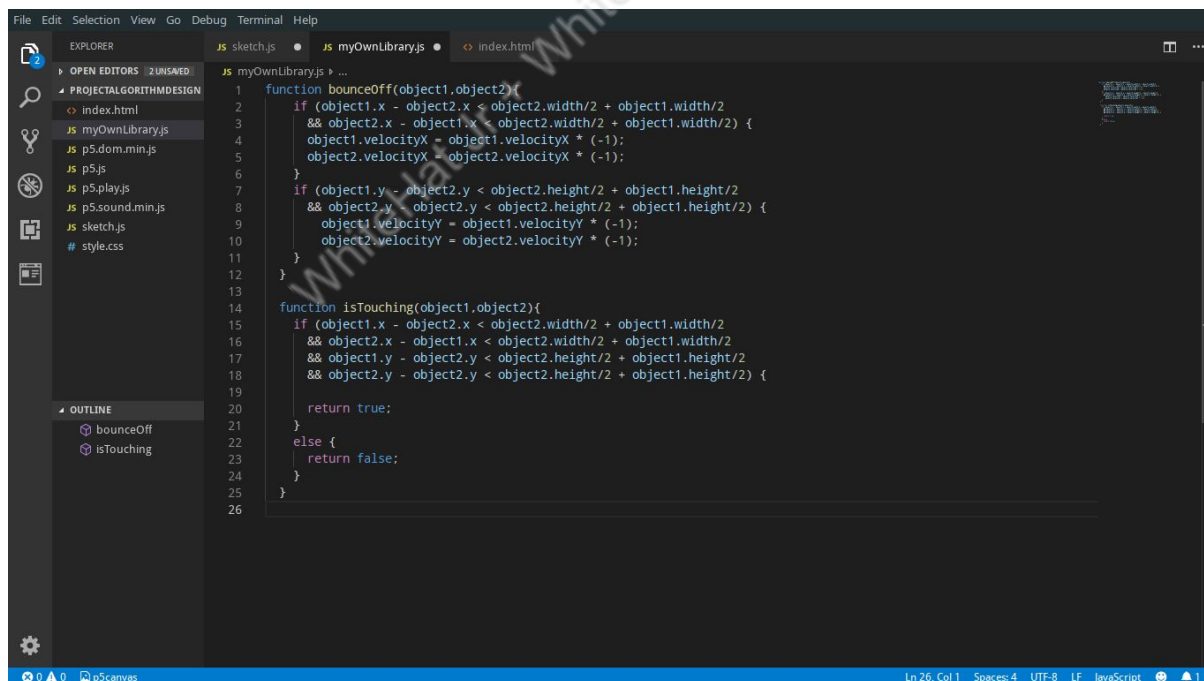 File Edit Selection View Go Debug Terminal Help
EXPLORER
JS sketch.js ● JS myOwnLibrary.js ● <> index.html
2
OPEN EDITORS 2 UNSAVED
PROJECTALGORITHMDESIGN
<> index.html
JS myOwnLibrary.js
JS p5.dom.min.js
JS p5.js
JS p5.play.js
JS p5.sound.min.js
JS sketch.js
# style.css
OUTLINE
bounceOff
isTouching
JS myOwnLibrary.js ▸ ...
1 function bounceOff(object1,object2){
2 if (object1.x - object2.x < object2.width/2 + object1.width/2
3 && object2.x - object1.x < object2.width/2 + object1.width/2) {
4 object1.velocityX = object1.velocityX * (-1);
5 object2.velocityX = object2.velocityX * (-1);
6 }
7 if (object1.y - object2.y < object2.height/2 + object1.height/2
8 && object2.y - object2.y < object2.height/2 + object1.height/2) {
9 object1.velocityY = object1.velocityY * (-1);
10 object2.velocityY = object2.velocityY * (-1);
11 }
12 }
13
14 function isTouching(object1,object2){
15 if (object1.x - object2.x < object2.width/2 + object1.width/2
16 && object2.x - object1.x < object2.width/2 + object1.width/2
17 && object1.y - object2.y < object2.height/2 + object1.height/2
18 && object2.y - object2.y < object2.height/2 + object1.height/2) {
19
20 return true;
21 }
22 else {
23 return false;
24 }
25 }
26
WhiteHat Jr + White
0 0 p5canvas Ln 26, Col 1 Spaces: 4 UTF-8 LF JavaScript 1